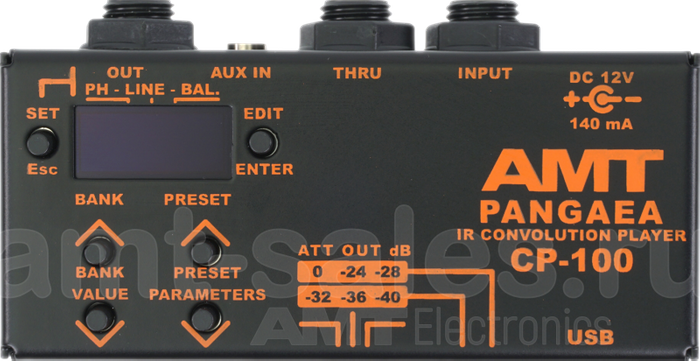 OUT AUX IN THRU INPUT
PH - LINE - BAL.
DC 12V
140 mA
SET EDIT
Esc ENTER
BANK PRESET
AMT
PANGAEA
IR CONVOLUTION PLAYER
CP-100
BANK PRESET
VALUE PARAMETERS
ATT OUT dB
0 -24 -28
-32 -36 -40
USB
amt-sales.ru
AMT Electronics